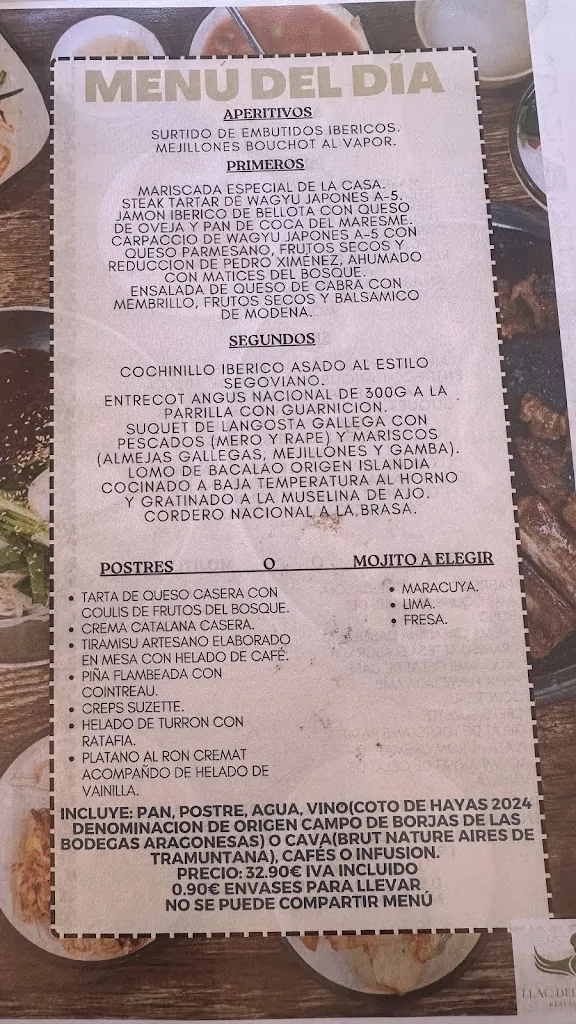 MENÚ DEL DÍA
APERITIVOS
SURTIDO DE EMBUTIDOS IBERICOS.
MEJILLONES BOUCHOT AL VAPOR.
PRIMEROS
MARISCADA ESPECIAL DE LA CASA.
STEAK TARTAR DE WAGYU JAPONES A-5.
JAMON IBERICO DE BELLOTA CON QUESO
DE OVEJA Y PAN DE COCA DEL MARESME.
CARPACCIO DE WAGYU JAPONES A-5 CON
QUESO PARMESANO, FRUTOS SECOS Y
REDUCCION DE PEDRO XIMENEZ, AHUMADO
CON MATICES DEL BOSQUE.
ENSALADA DE QUESO DE CABRA CON
MEMBRILLO, FRUTOS SECOS Y BALSAMICO
DE MODENA.
SEGUNDOS
COCHINILLO IBERICO ASADO AL ESTILO
SEGOVIANO.
ENTRECOT ANGUS NACIONAL DE 300G A LA
PARRILLA CON GUARNICION.
SUQUET DE LANGOSTA GALLEGA CON
PESCADOS (MERO Y RAPE) Y MARISCOS
(ALMEJAS GALLEGAS, MEJILLONES Y GAMBA).
LOMO DE BACALAO ORIGEN ISLANDIA
COCINADO A BAJA TEMPERATURA AL HORNO
Y GRATINADO A LA MUSELINA DE AJO.
CORDERO NACIONAL A LA BRASA.
POSTRES O MOJITO A ELEGIR
• TARTA DE QUESO CASERA CON
COULIS DE FRUTOS DEL BOSQUE.
• CREMA CATALANA CASERA.
• TIRAMISU ARTESANO ELABORADO
EN MESA CON HELADO DE CAFÉ.
• PIÑA FLAMBEADA CON
COINTREAU.
• CREPS SUZETTE.
• HELADO DE TURRON CON
RATAFIA.
• PLATANO AL RON CREMAT
ACOMPAÑDO DE HELADO DE
VAINILLA.
• MARACUYA.
• LIMA.
• FRESA.
INCLUYE: PAN, POSTRE, AGUA, VINO(COTO DE HAYAS 2024
DENOMINACION DE ORIGEN CAMPO DE BORJAS DE LAS
BODEGAS ARAGONESAS) O CAVA(BRUT NATURE AIRES DE
TRAMUNTANA), CAFÉS O INFUSION.
PRECIO: 32.90€ IVA INCLUIDO
0.90€ ENVASES PARA LLEVAR
NO SE PUEDE COMPARTIR MENÚ
LLAC DEL